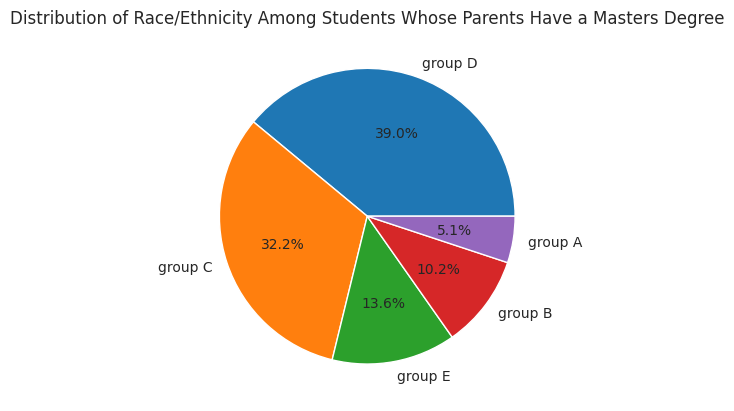 Distribution of Race/Ethnicity Among Students Whose Parents Have a Masters Degree
group D
39.0%
group C
32.2%
group E
13.6%
group B
10.2%
group A
5.1%